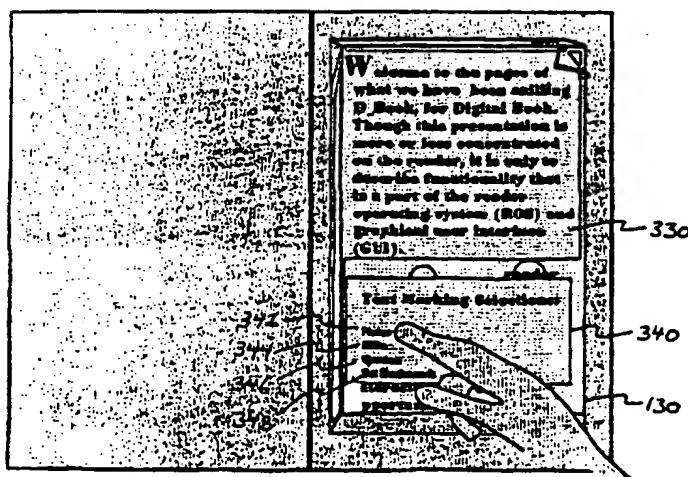 Welcome to the pages of
what we have been calling
D Book, for Digital Book.
Though this presentation is
more or less concentrated
on the reader, it is only to
describe functionality that
is a part of the reader
operating system (ROS) and
graphical user interface
(GUI).
330
Text Marking Selections:
342
344
346
348
340
130